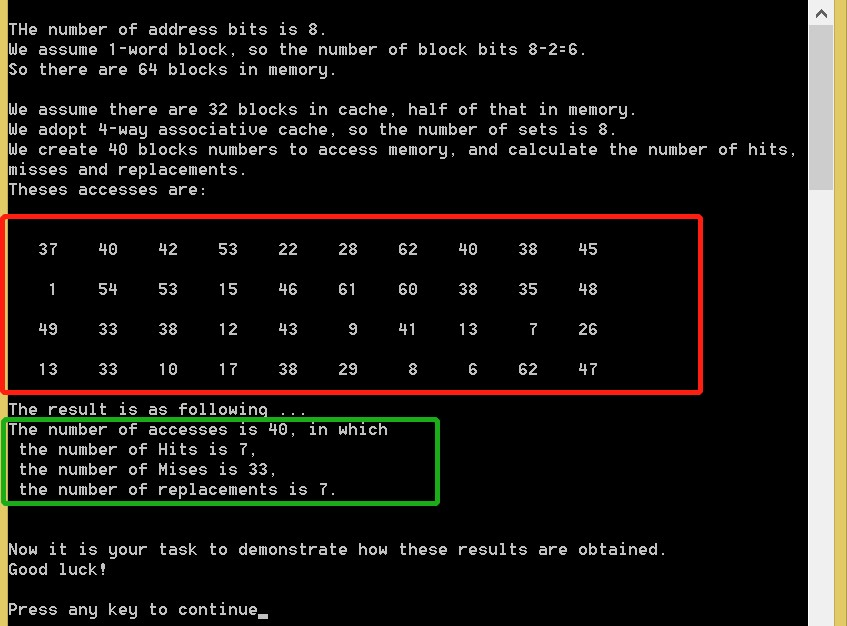 THe number of address bits is 8.
We assume 1-word block, so the number of block bits 8-2=6.
So there are 64 blocks in memory.
We assume there are 32 blocks in cache, half of that in memory.
We adopt 4-way associative cache, so the number of sets is 8.
We create 40 blocks numbers to access memory, and calculate the number of hits,
misses and replacements.
Theses accesses are:
37 40 42 53 22 28 62 40 38 45
1 54 53 15 46 61 60 38 35 48
49 33 38 12 43 9 41 13 7 26
13 33 10 17 38 29 8 6 62 47
The result is as following ...
The number of accesses is 40, in which
the number of Hits is 7,
the number of Mises is 33,
the number of replacements is 7.
Now it is your task to demonstrate how these results are obtained.
Good luck!
Press any key to continue_